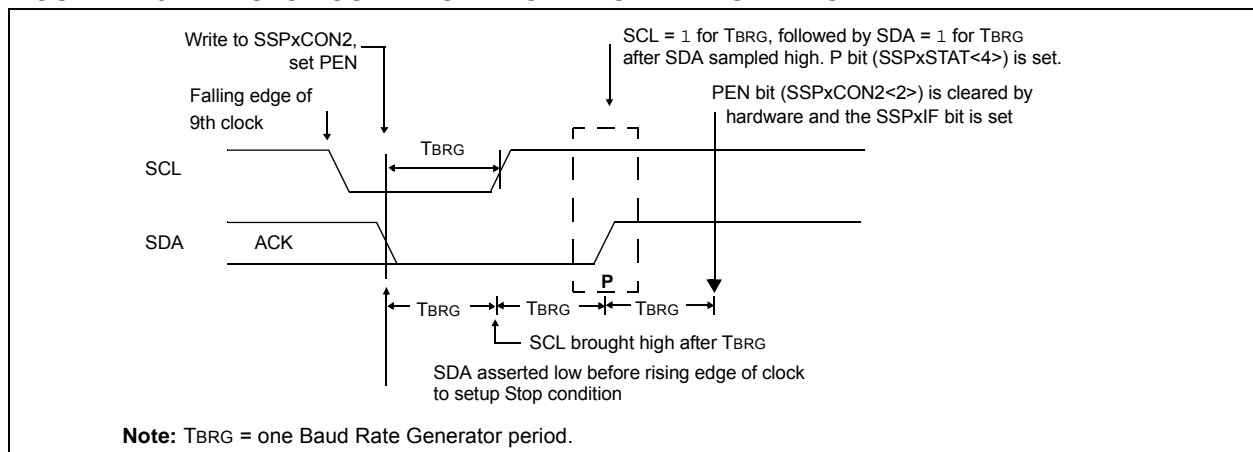 Write to SSPxCON2,
set PEN
SCL = 1 for TBRG, followed by SDA = 1 for TBRG
after SDA sampled high. P bit (SSPxSTAT<4>) is set.
Falling edge of
9th clock
PEN bit (SSPxCON2<2>) is cleared by
hardware and the SSPxIF bit is set
TBRG
SCL
SDA
ACK
P
TBRG
TBRG
TBRG
SCL brought high after TBRG
SDA asserted low before rising edge of clock
to setup Stop condition
Note: TBRG = one Baud Rate Generator period.